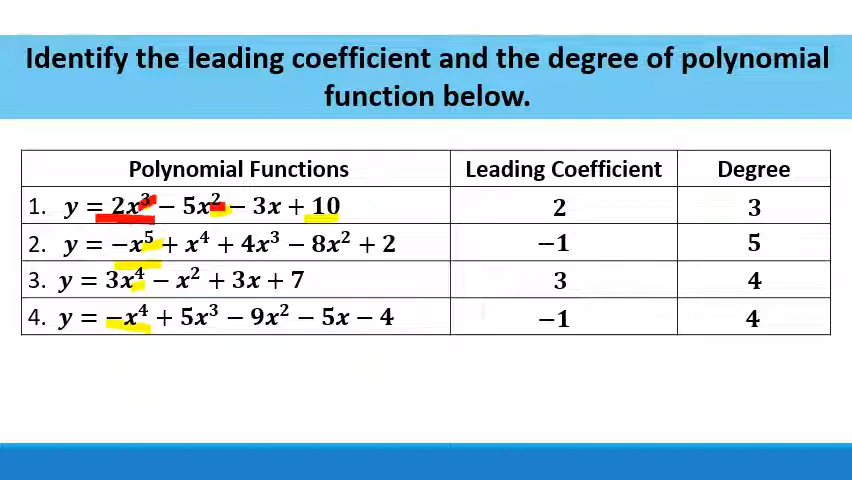 Identify the leading coefficient and the degree of polynomial
function below.
Polynomial Functions Leading Coefficient Degree
1. y = 2x³ − 5x² − 3x + 10 2 3
2. y = −x⁵ + x⁴ + 4x³ − 8x² + 2 −1 5
3. y = 3x⁴ − x² + 3x + 7 3 4
4. y = −x⁴ + 5x³ − 9x² − 5x − 4 −1 4